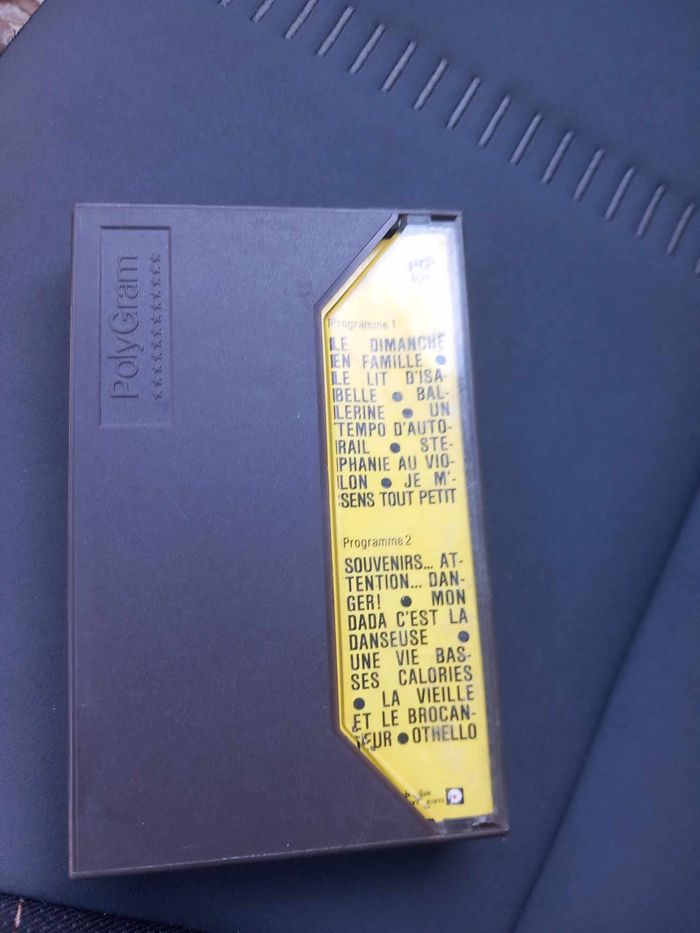 PolyGram
PG
Programme 1
LE DIMANCHE
EN FAMILLE ●
LE LIT D'ISA-
BELLE ● BAL-
LERINE ● UN
TEMPO D'AUTO-
RAIL ● STE-
PHANIE AU VIO-
LON ● JE M'-
SENS TOUT PETIT
Programme 2
SOUVENIRS... AT-
TENTION... DAN-
GER! ● MON
DADA C'EST LA
DANSEUSE ●
UNE VIE BAS-
SES CALORIES
● LA VIEILLE
ET LE BROCAN-
TEUR ● OTHELLO